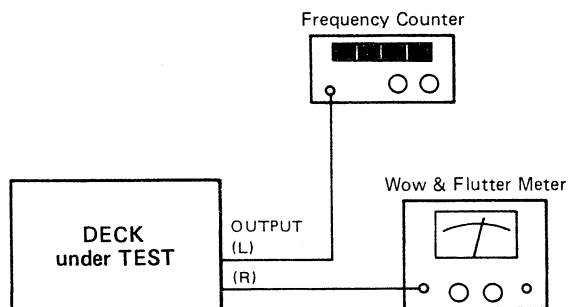 Frequency Counter
Wow & Flutter Meter
DECK
under TEST
OUTPUT
(L)
(R)